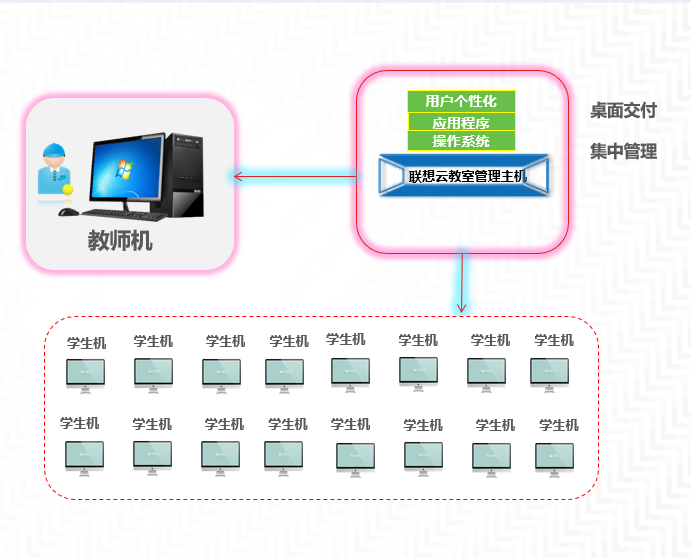 用户个性化
应用程序
操作系统
联想云教室管理主机
桌面交付
集中管理
教师机
学生机 学生机 学生机 学生机 学生机 学生机 学生机 学生机
学生机 学生机 学生机 学生机 学生机 学生机 学生机 学生机